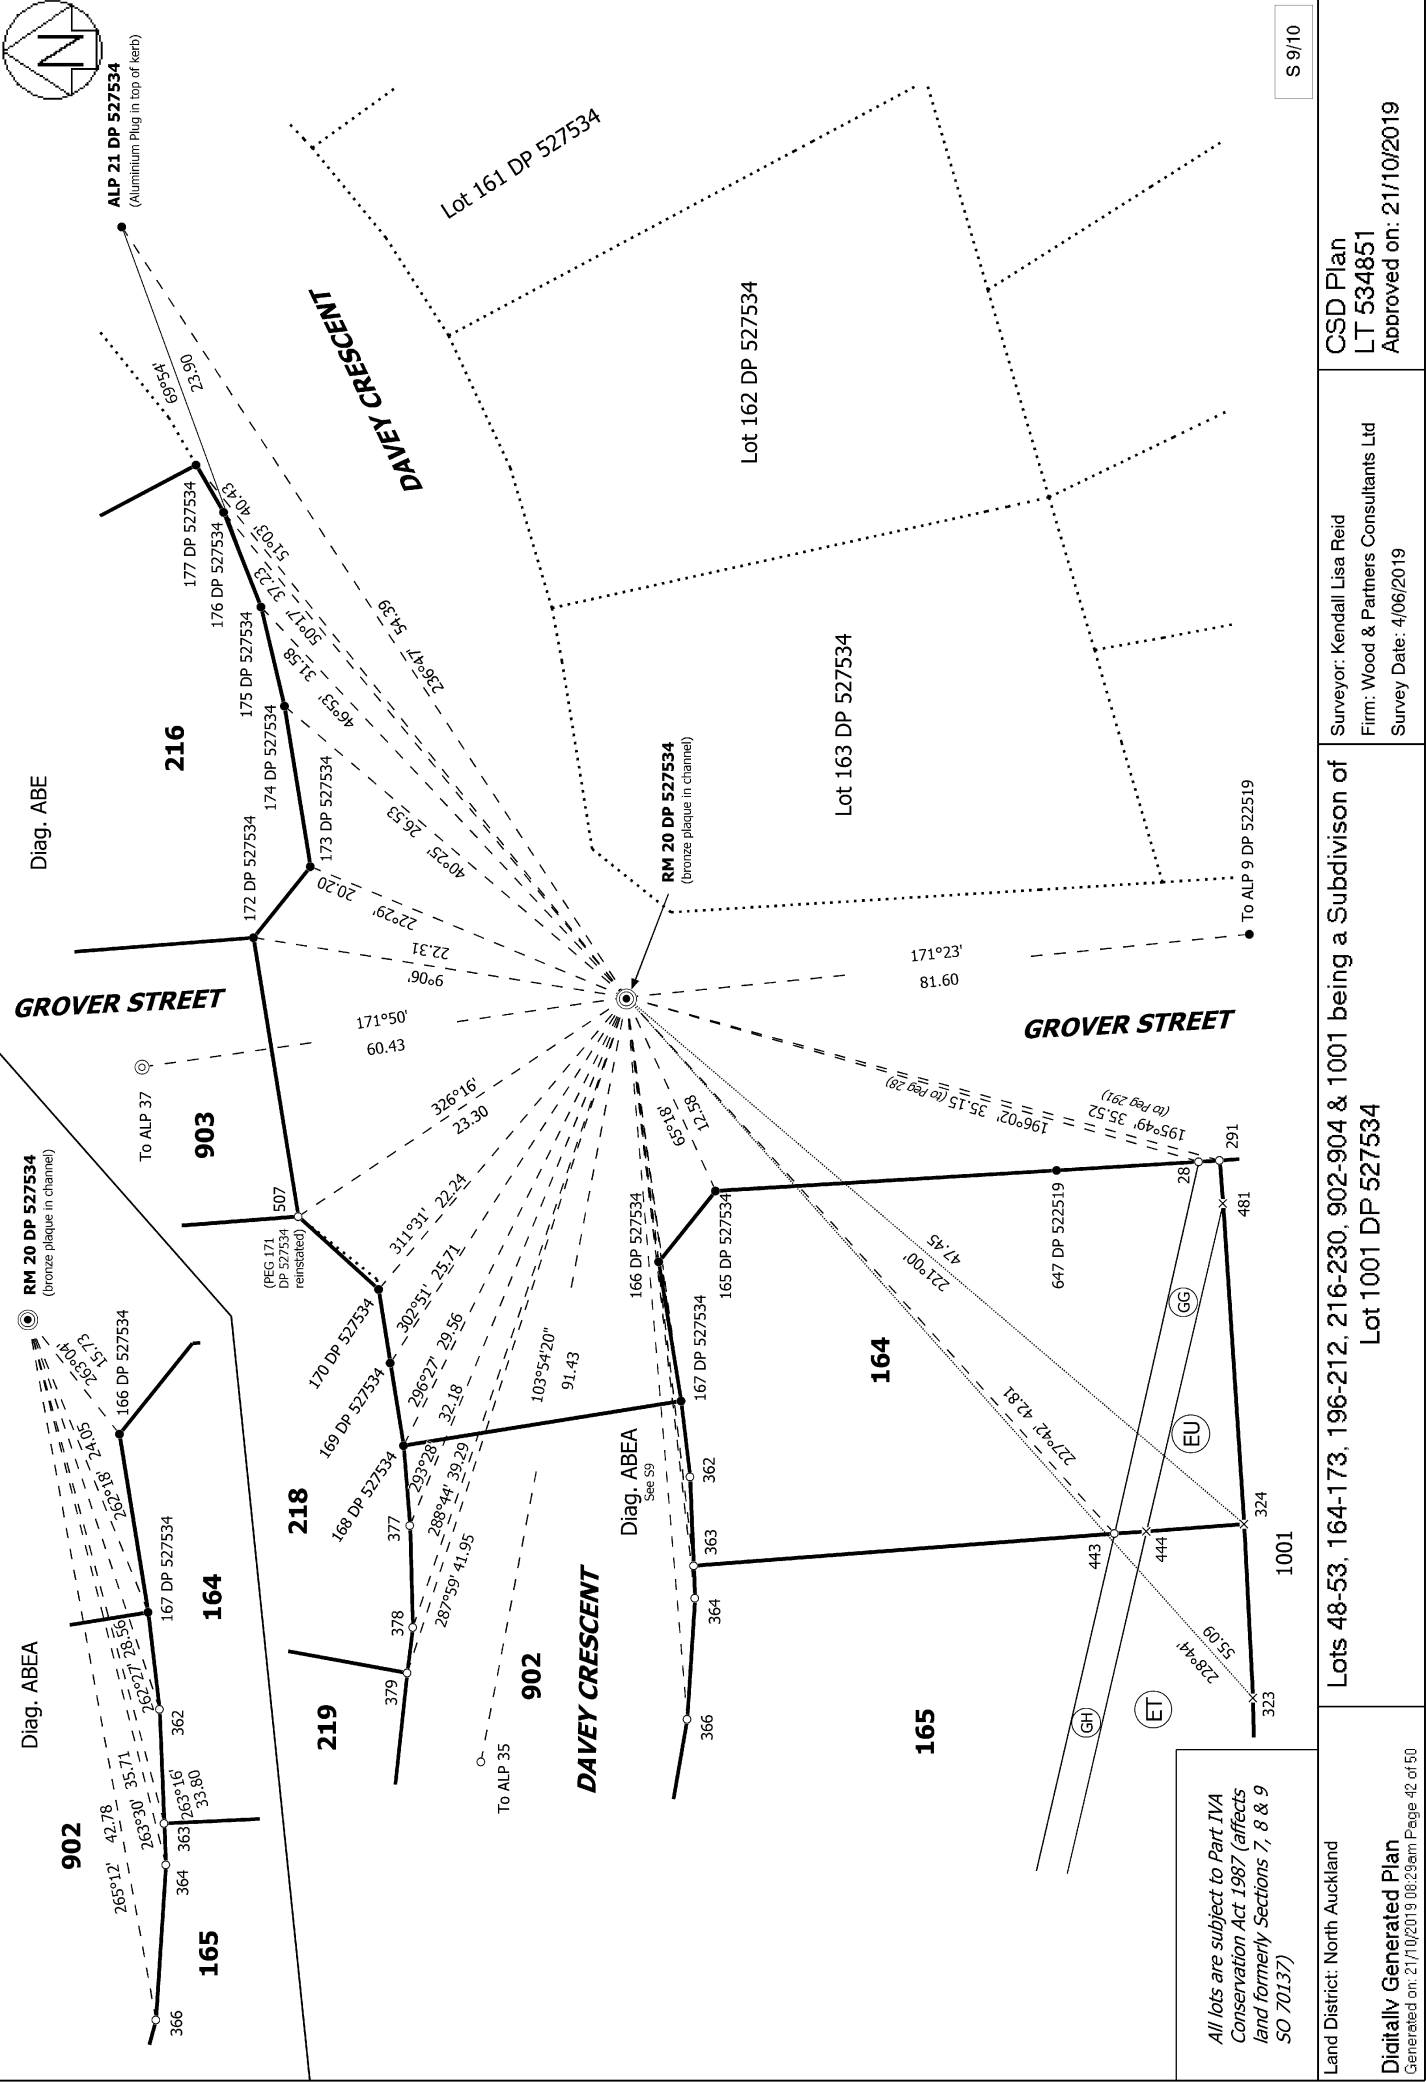 Diag. ABEA
RM 20 DP 527534
(bronze plaque in channel)
902
265°12' 42.78
263°30' 35.71
263°16'
33.80
262°27' 28.56
262°18' 24.05
263°04'
15.73
366
364
363
362
167 DP 527534
166 DP 527534
165
164
Diag. ABE
N
ALP 21 DP 527534
(Aluminium Plug in top of kerb)
GROVER STREET
To ALP 37
903
216
172 DP 527534
173 DP 527534
174 DP 527534
175 DP 527534
176 DP 527534
177 DP 527534
69°54'
23.90
51°03' 40.43
50°17' 37.23
46°53' 31.58
40°25' 26.53
22°29' 20.20
9°06' 22.31
236°47' 54.39
171°50'
60.43
326°16'
23.30
507
(PEG 171
DP 527534
reinstated)
311°31' 22.24
302°51' 25.71
296°27' 29.56
293°28' 32.18
288°44' 39.29
287°59' 41.95
103°54'20"
91.43
170 DP 527534
169 DP 527534
168 DP 527534
377
378
379
218
219
902
To ALP 35
DAVEY CRESCENT
Diag. ABEA
See S9
DAVEY CRESCENT
Lot 161 DP 527534
Lot 162 DP 527534
Lot 163 DP 527534
RM 20 DP 527534
(bronze plaque in channel)
65°18'
12.58
166 DP 527534
165 DP 527534
167 DP 527534
362
363
364
366
171°23'
81.60
To ALP 9 DP 522519
GROVER STREET
196°02' 35.15 (to Peg 28)
195°49' 35.52
(to Peg 291)
221°00' 47.45
227°42' 42.81
228°44'
55.09
647 DP 522519
28
291
481
164
165
GG
EU
GH
ET
443
444
324
323
1001
All lots are subject to Part IVA
Conservation Act 1987 (affects
land formerly Sections 7, 8 & 9
SO 70137)
S 9/10
Land District: North Auckland
Digitally Generated Plan
Generated on: 21/10/2019 08:29am Page 42 of 50
Lots 48-53, 164-173, 196-212, 216-230, 902-904 & 1001 being a Subdivison of
Lot 1001 DP 527534
Surveyor: Kendall Lisa Reid
Firm: Wood & Partners Consultants Ltd
Survey Date: 4/06/2019
CSD Plan
LT 534851
Approved on: 21/10/2019